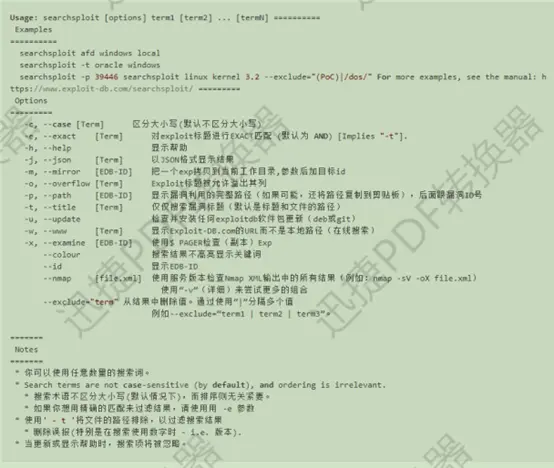 Usage: searchsploit [options] term1 [term2] ... [termN] ==========
Examples
==========
searchsploit afd windows local
searchsploit -t oracle windows
searchsploit -p 39446 searchsploit linux kernel 3.2 --exclude="(PoC)|/dos/" For more examples, see the manual: h
ttps://www.exploit-db.com/searchsploit/ =========
Options
=========
-c, --case [Term] 区分大小写(默认不区分大小写)
-e, --exact [Term] 对exploit标题进行EXACT匹配 (默认为 AND) [Implies "-t"].
-h, --help 显示帮助
-j, --json [Term] 以JSON格式显示结果
-m, --mirror [EDB-ID] 把一个exp拷贝到当前工作目录,参数后加目标id
-o, --overflow [Term] Exploit标题被允许溢出其列
-p, --path [EDB-ID] 显示漏洞利用的完整路径（如果可能，还将路径复制到剪贴板），后面跟漏洞ID号
-t, --title [Term] 仅仅搜索漏洞标题（默认是标题和文件的路径）
-u, --update 检查并安装任何exploitdb软件包更新（deb或git）
-w, --www [Term] 显示Exploit-DB.com的URL而不是本地路径（在线搜索）
-x, --examine [EDB-ID] 使用$ PAGER检查（副本）Exp
--colour 搜索结果不高亮显示关键词
--id 显示EDB-ID
--nmap [file.xml] 使用服务版本检查Nmap XML输出中的所有结果（例如：nmap -sV -oX file.xml）
使用"-v"（详细）来尝试更多的组合
--exclude="term" 从结果中删除值。通过使用"|"分隔多个值
例如--exclude="term1 | term2 | term3"。
=======
Notes
=======
* 你可以使用任意数量的搜索词。
* Search terms are not case-sensitive (by default), and ordering is irrelevant.
* 搜索术语不区分大小写(默认情况下)，而排序则无关紧要。
* 如果你想用精确的匹配来过滤结果，请使用用 -e 参数
* 使用' - t '将文件的路径排除，以过滤搜索结果
* 删除误报(特别是在搜索使用数字时 - i.e. 版本).
* 当更新或显示帮助时，搜索项将被忽略。
迅捷PDF转换器
迅捷PDF转换器